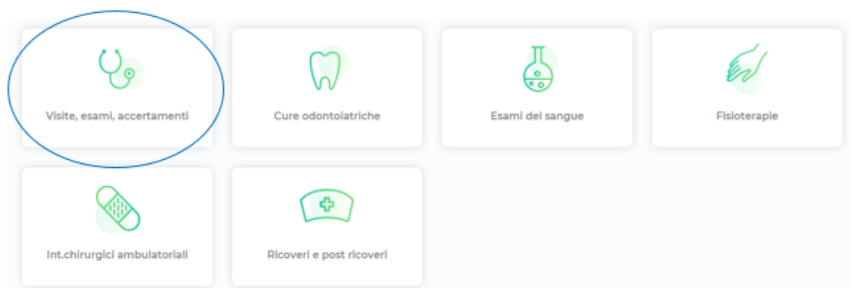 Visite, esami, accertamenti
Cure odontoiatriche
Esami del sangue
Fisioterapie
Int.chirurgici ambulatoriali
Ricoveri e post ricoveri